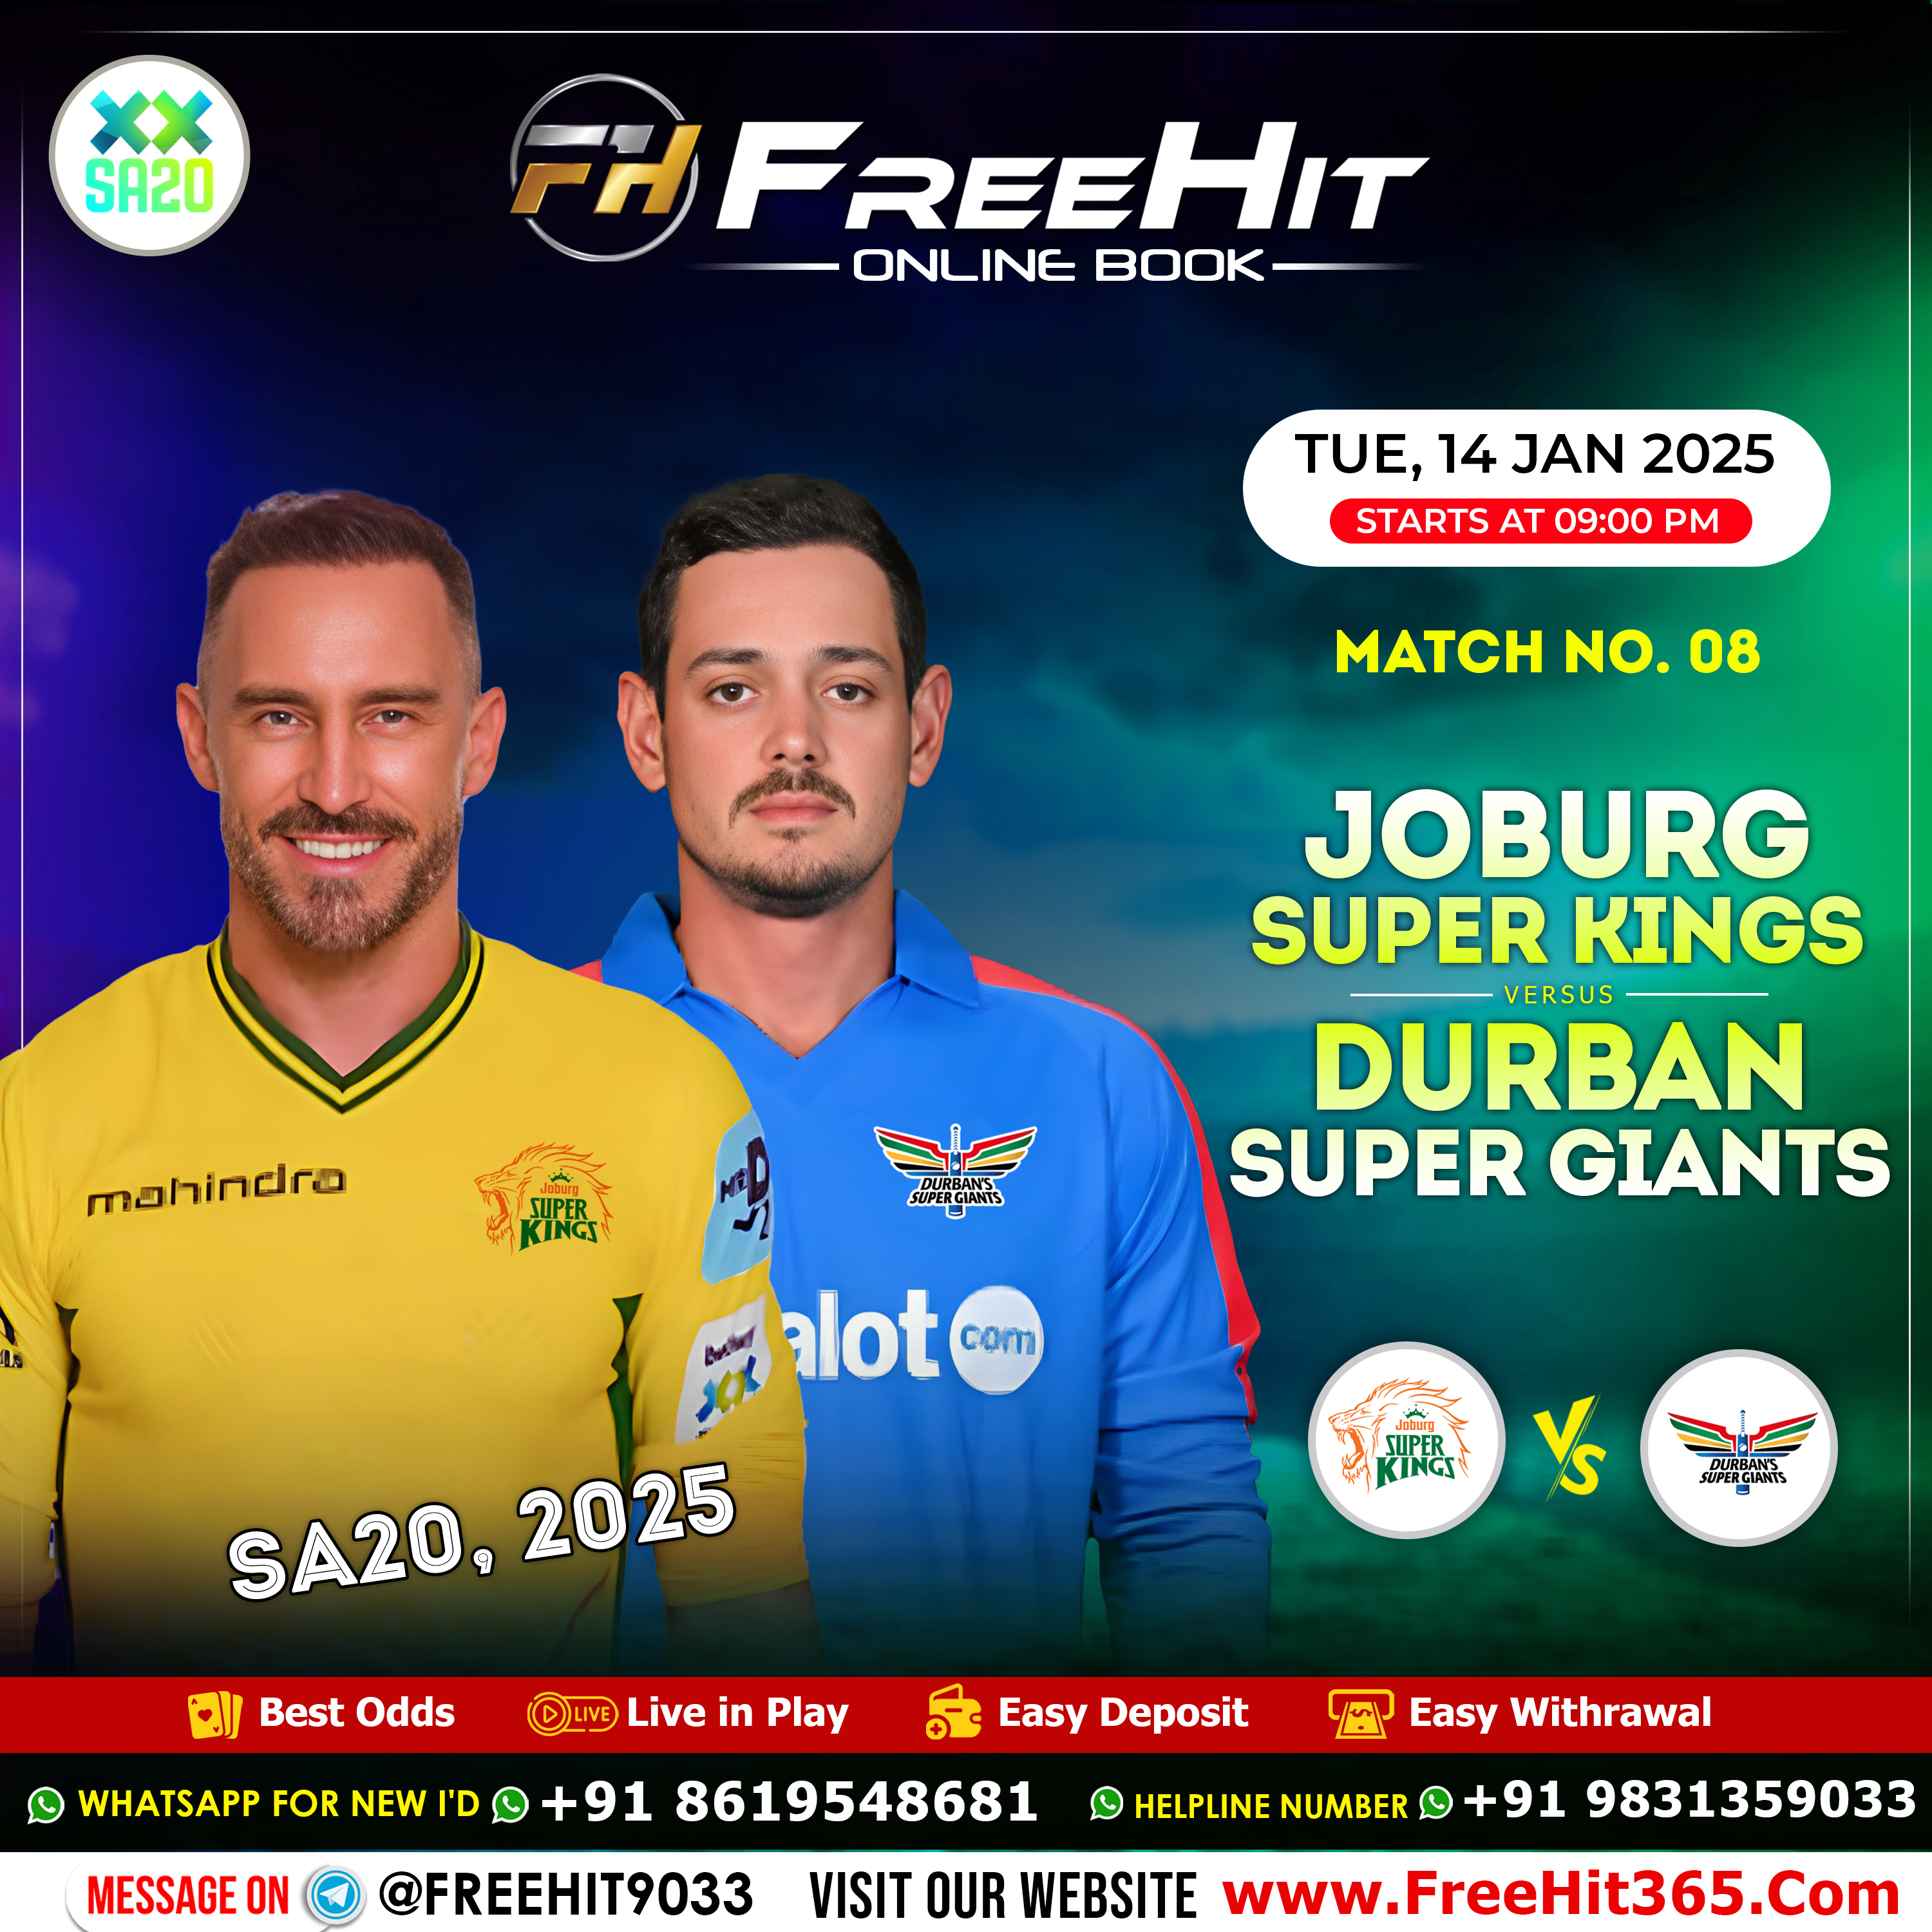 SA20
FH FREEHIT
ONLINE BOOK
TUE, 14 JAN 2025
STARTS AT 09:00 PM
MATCH NO. 08
JOBURG
SUPER KINGS
VERSUS
DURBAN
SUPER GIANTS
mahindra
Joburg
SUPER
KINGS
DURBAN'S
SUPER GIANTS
alot com
Joburg
SUPER
KINGS
VS
DURBAN'S
SUPER GIANTS
SA20, 2025
Best Odds LIVE Live in Play Easy Deposit Easy Withrawal
WHATSAPP FOR NEW I'D +91 8619548681 HELPLINE NUMBER +91 9831359033
MESSAGE ON @FREEHIT9033 VISIT OUR WEBSITE www.FreeHit365.Com